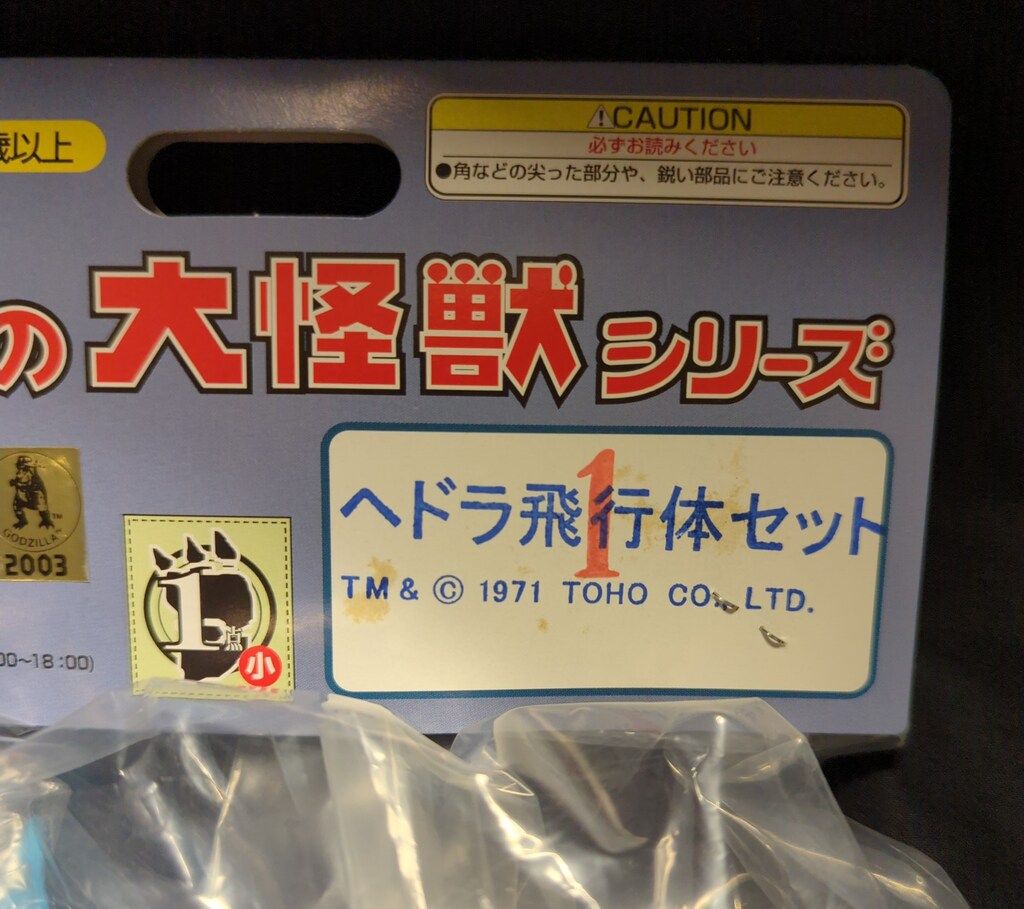 歳以上
⚠CAUTION
必ずお読みください
●角などの尖った部分や、鋭い部品にご注意ください。
の大怪獣シリーズ
1
ヘドラ飛行体セット
TM & © 1971 TOHO CO., LTD.
GODZILLA™
2003
1点
小
00~18:00)